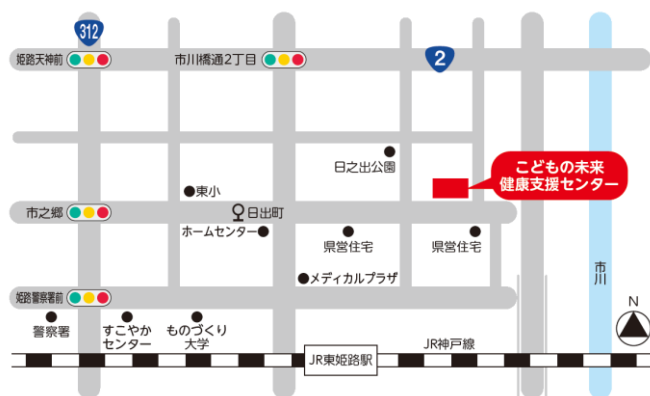 312
姫路天神前
市川橋通2丁目
2
日之出公園
こどもの未来
健康支援センター
東小
市之郷
日出町
ホームセンター
県営住宅
県営住宅
市川
メディカルプラザ
姫路警察署前
警察署
すこやか
センター
ものづくり
大学
N
JR東姫路駅
JR神戸線